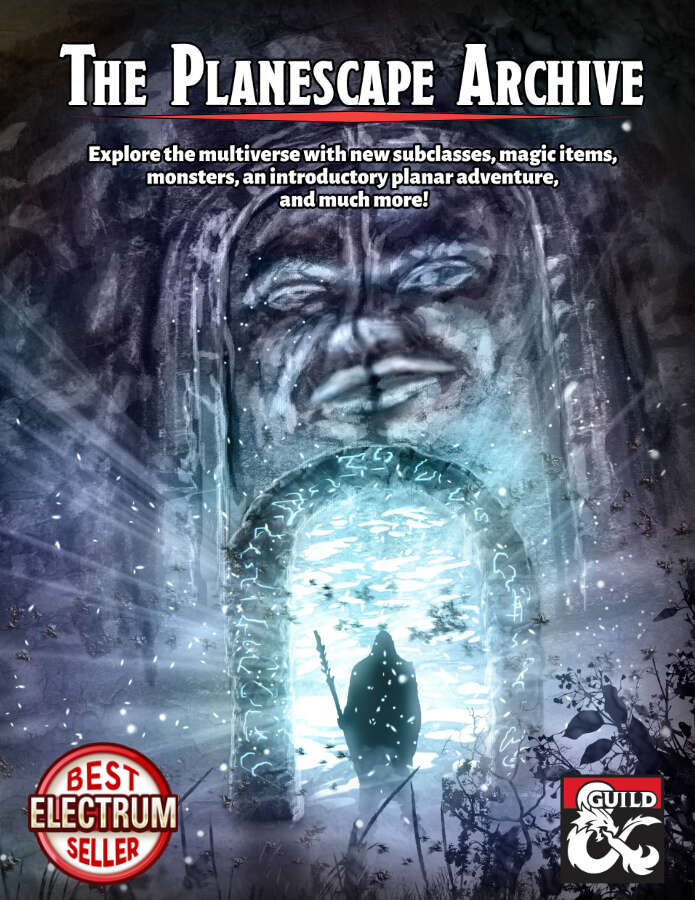 The Planescape Archive
Explore the multiverse with new subclasses, magic items,
monsters, an introductory planar adventure,
and much more!
BEST
ELECTRUM
SELLER
GUILD